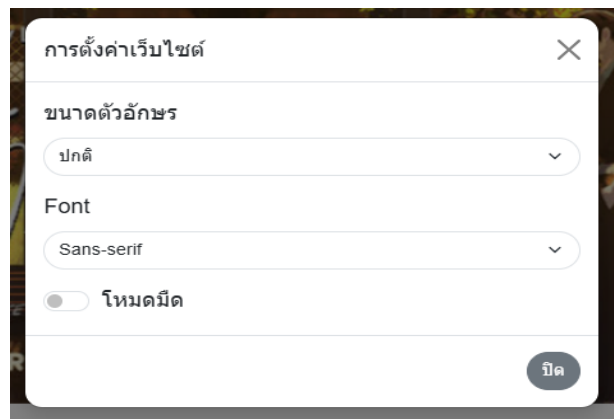 การตั้งค่าเว็บไซต์
ขนาดตัวอักษร
ปกติ
Font
Sans-serif
โหมดมืด
ปิด